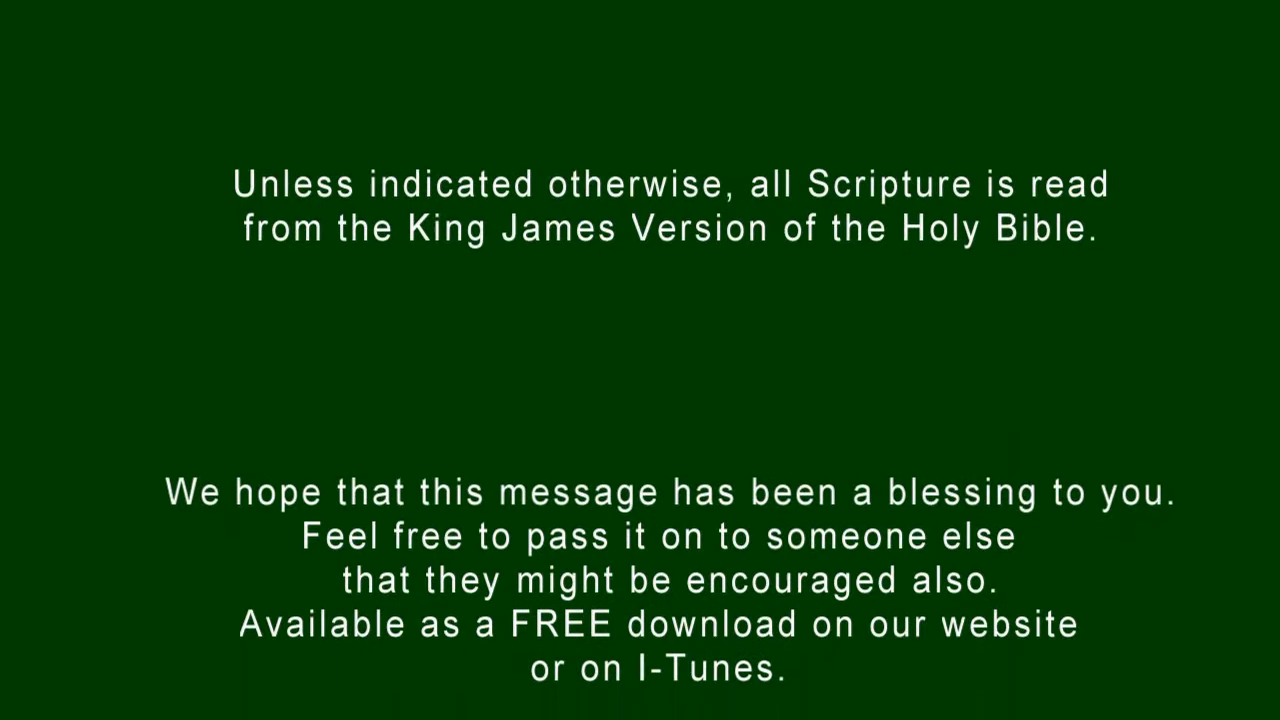 Unless indicated otherwise, all Scripture is read
from the King James Version of the Holy Bible.
We hope that this message has been a blessing to you.
Feel free to pass it on to someone else
that they might be encouraged also.
Available as a FREE download on our website
or on I-Tunes.